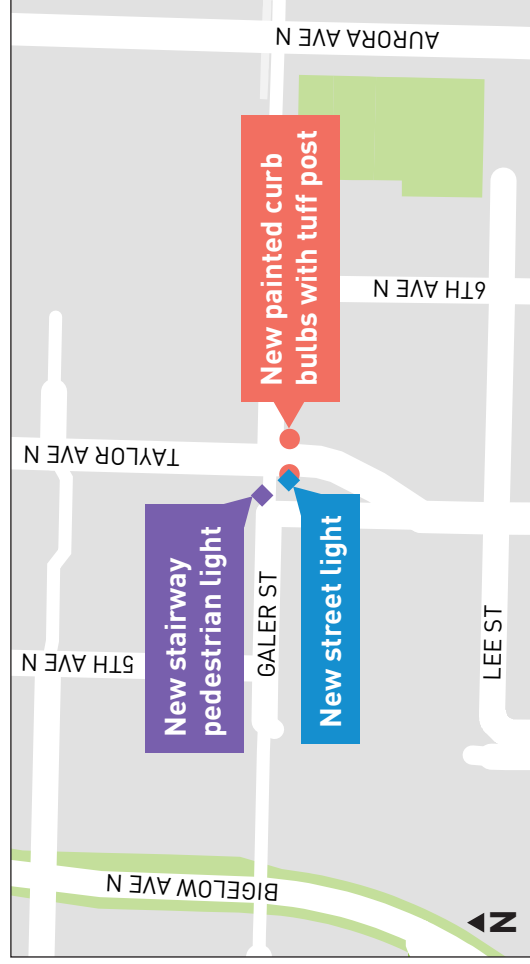 BIGELOW AVE N
5TH AVE N
TAYLOR AVE N
6TH AVE N
AURORA AVE N
New stairway
pedestrian light
GALER ST
New street light
New painted curb
bulbs with tuff post
LEE ST
N